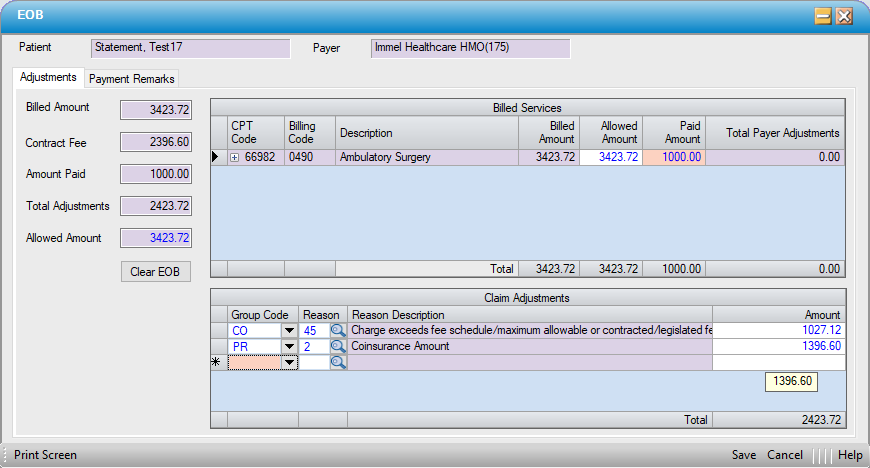 EOB
Patient Statement, Test17 Payer Immel Healthcare HMO(175)
Adjustments Payment Remarks
Billed Amount 3423.72
Contract Fee 2396.60
Amount Paid 1000.00
Total Adjustments 2423.72
Allowed Amount 3423.72
Clear EOB
Billed Services
CPT Code Billing Code Description Billed Amount Allowed Amount Paid Amount Total Payer Adjustments
66982 0490 Ambulatory Surgery 3423.72 3423.72 1000.00 0.00
Total 3423.72 3423.72 1000.00 0.00
Claim Adjustments
Group Code Reason Reason Description Amount
CO 45 Charge exceeds fee schedule/maximum allowable or contracted/legislated fe 1027.12
PR 2 Coinsurance Amount 1396.60
*
1396.60
Total 2423.72
Print Screen Save Cancel Help